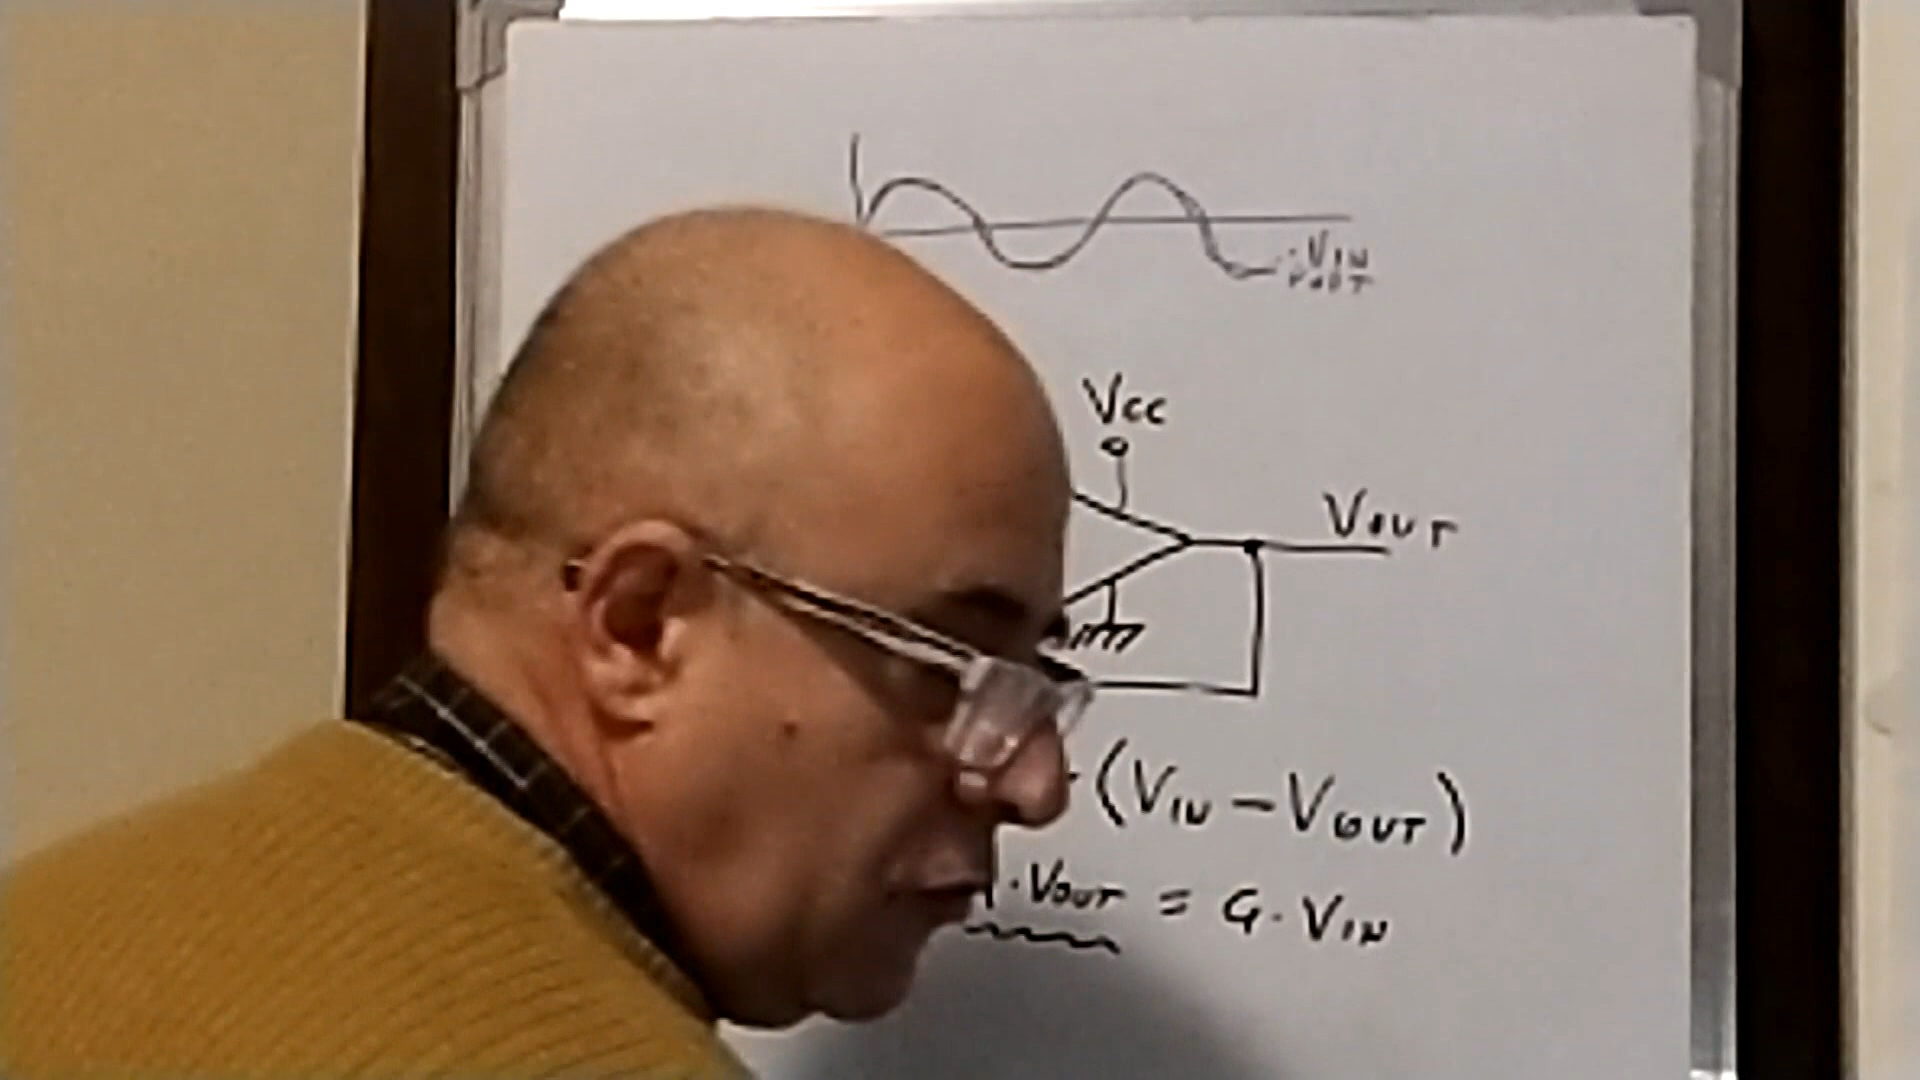 VIN
VOUT
VCC
VOUT
(VIN - VOUT)
· VOUT = G · VIN